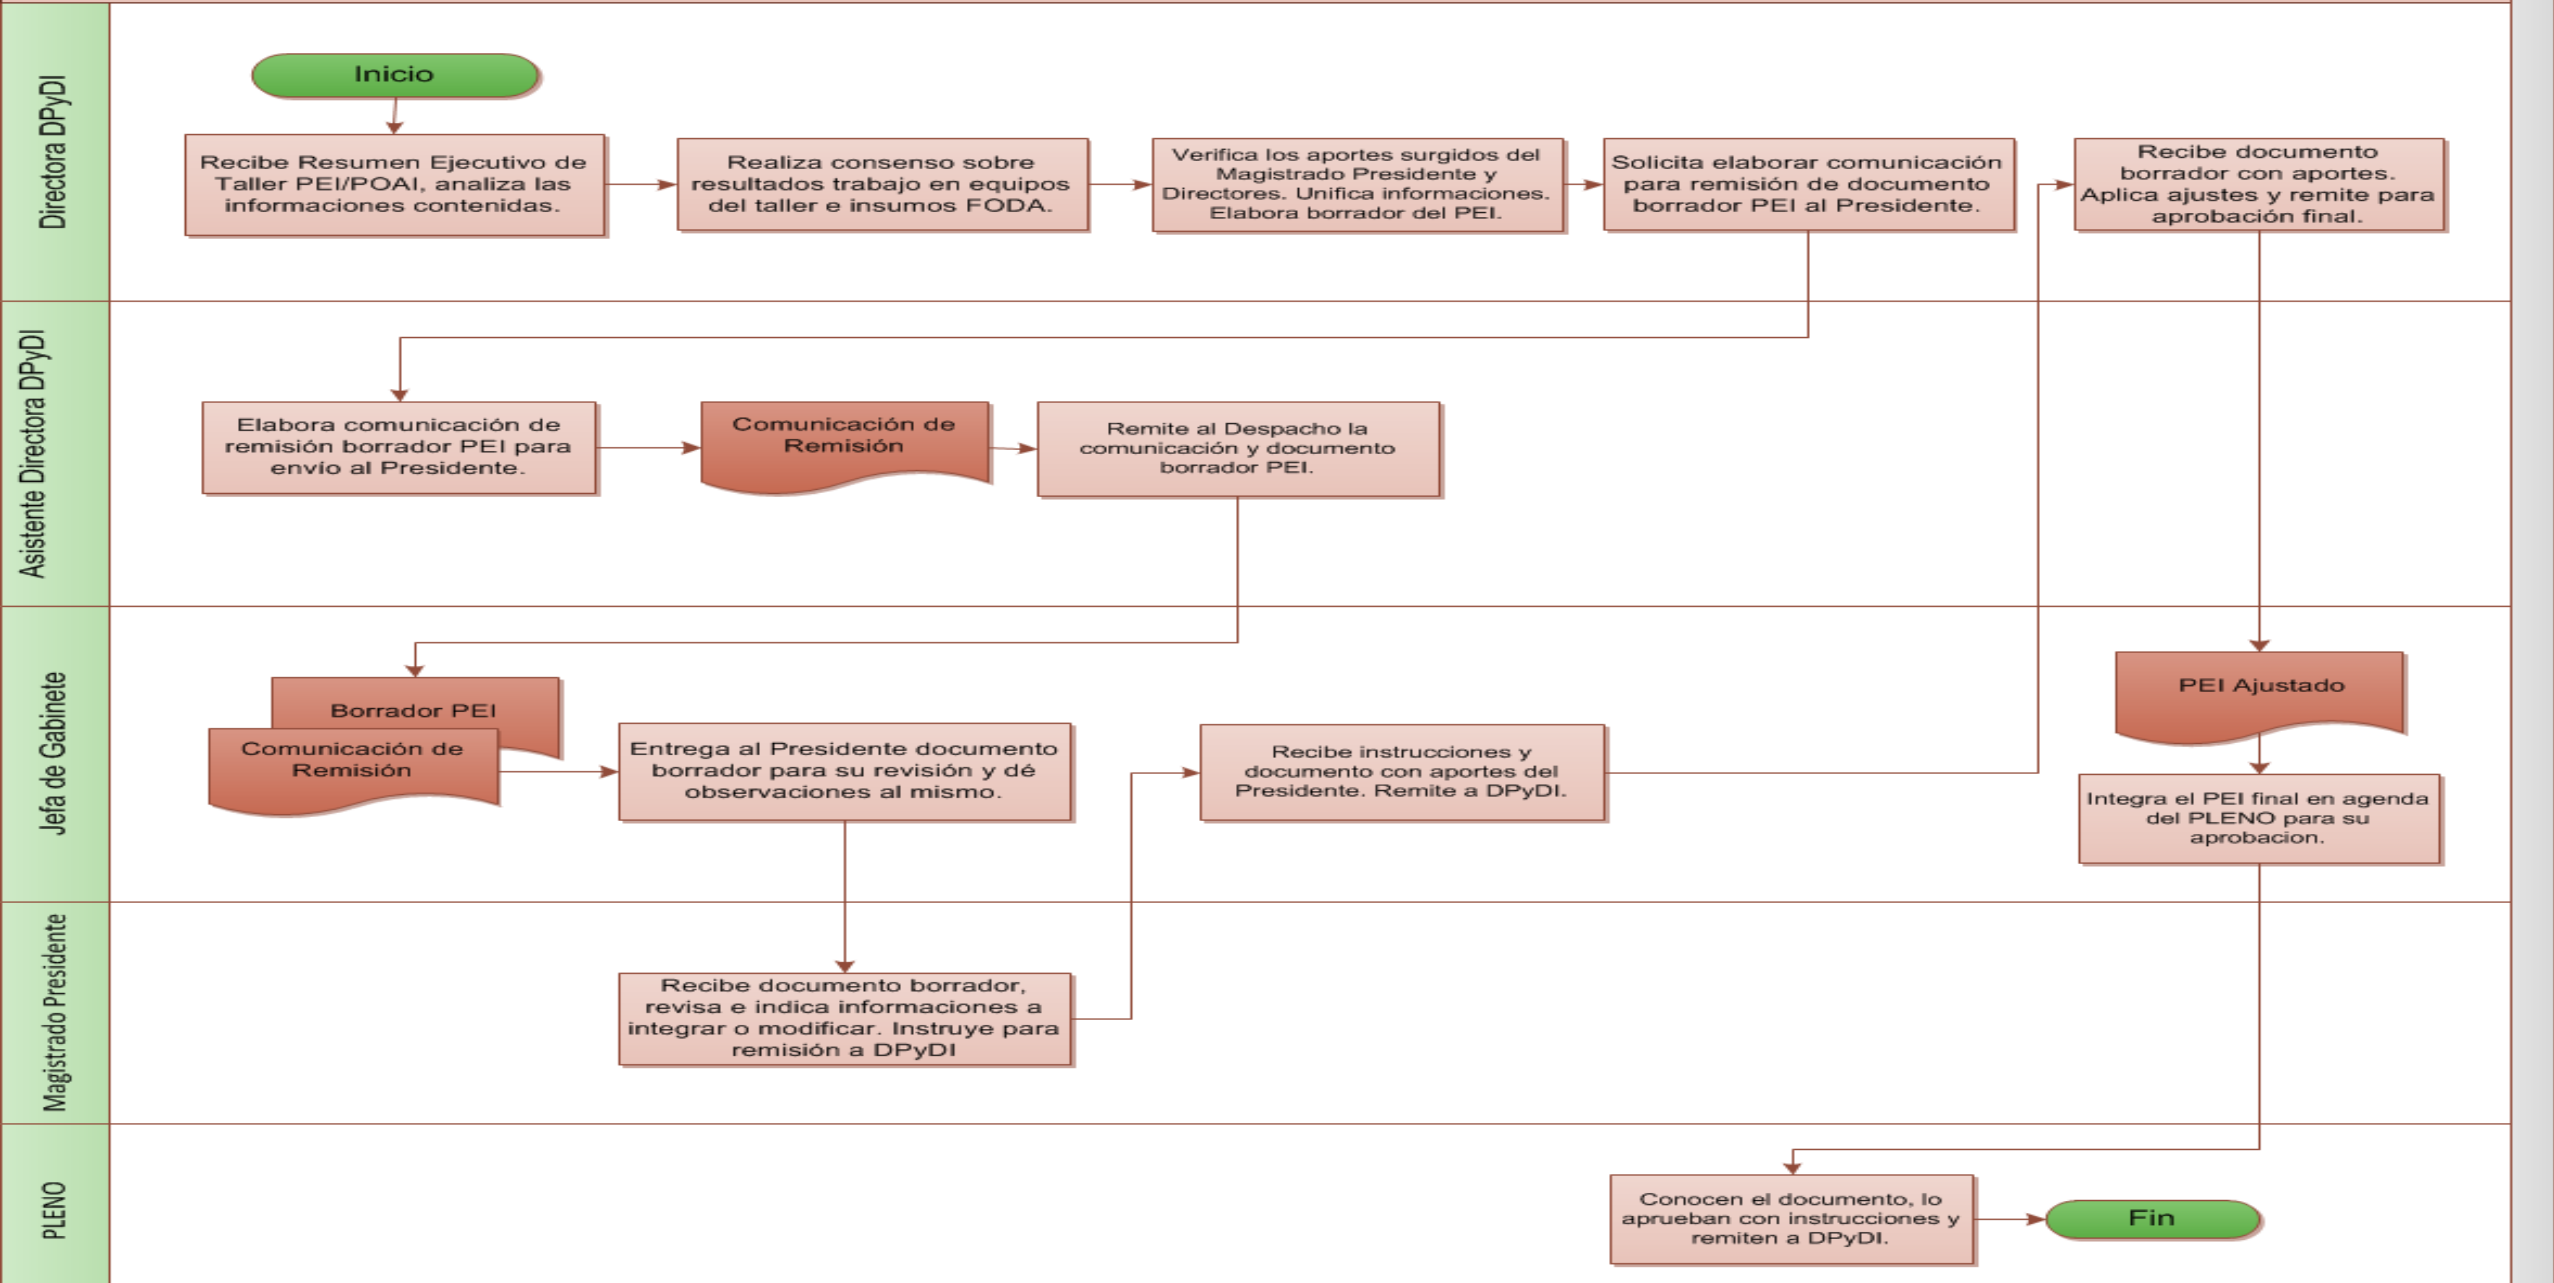 Directora DPyDI
Inicio
Recibe Resumen Ejecutivo de
Taller PEI/POAI, analiza las
informaciones contenidas.
Realiza consenso sobre
resultados trabajo en equipos
del taller e insumos FODA.
Verifica los aportes surgidos del
Magistrado Presidente y
Directores. Unifica informaciones.
Elabora borrador del PEI.
Solicita elaborar comunicación
para remisión de documento
borrador PEI al Presidente.
Recibe documento
borrador con aportes.
Aplica ajustes y remite para
aprobación final.
Asistente Directora DPyDI
Elabora comunicación de
remisión borrador PEI para
envío al Presidente.
Comunicación de
Remisión
Remite al Despacho la
comunicación y documento
borrador PEI.
Jefa de Gabinete
Borrador PEI
Comunicación de
Remisión
Entrega al Presidente documento
borrador para su revisión y dé
observaciones al mismo.
Recibe instrucciones y
documento con aportes del
Presidente. Remite a DPyDI.
PEI Ajustado
Integra el PEI final en agenda
del PLENO para su
aprobacion.
Magistrado Presidente
Recibe documento borrador,
revisa e indica informaciones a
integrar o modificar. Instruye para
remisión a DPyDI
PLENO
Conocen el documento, lo
aprueban con instrucciones y
remiten a DPyDI.
Fin